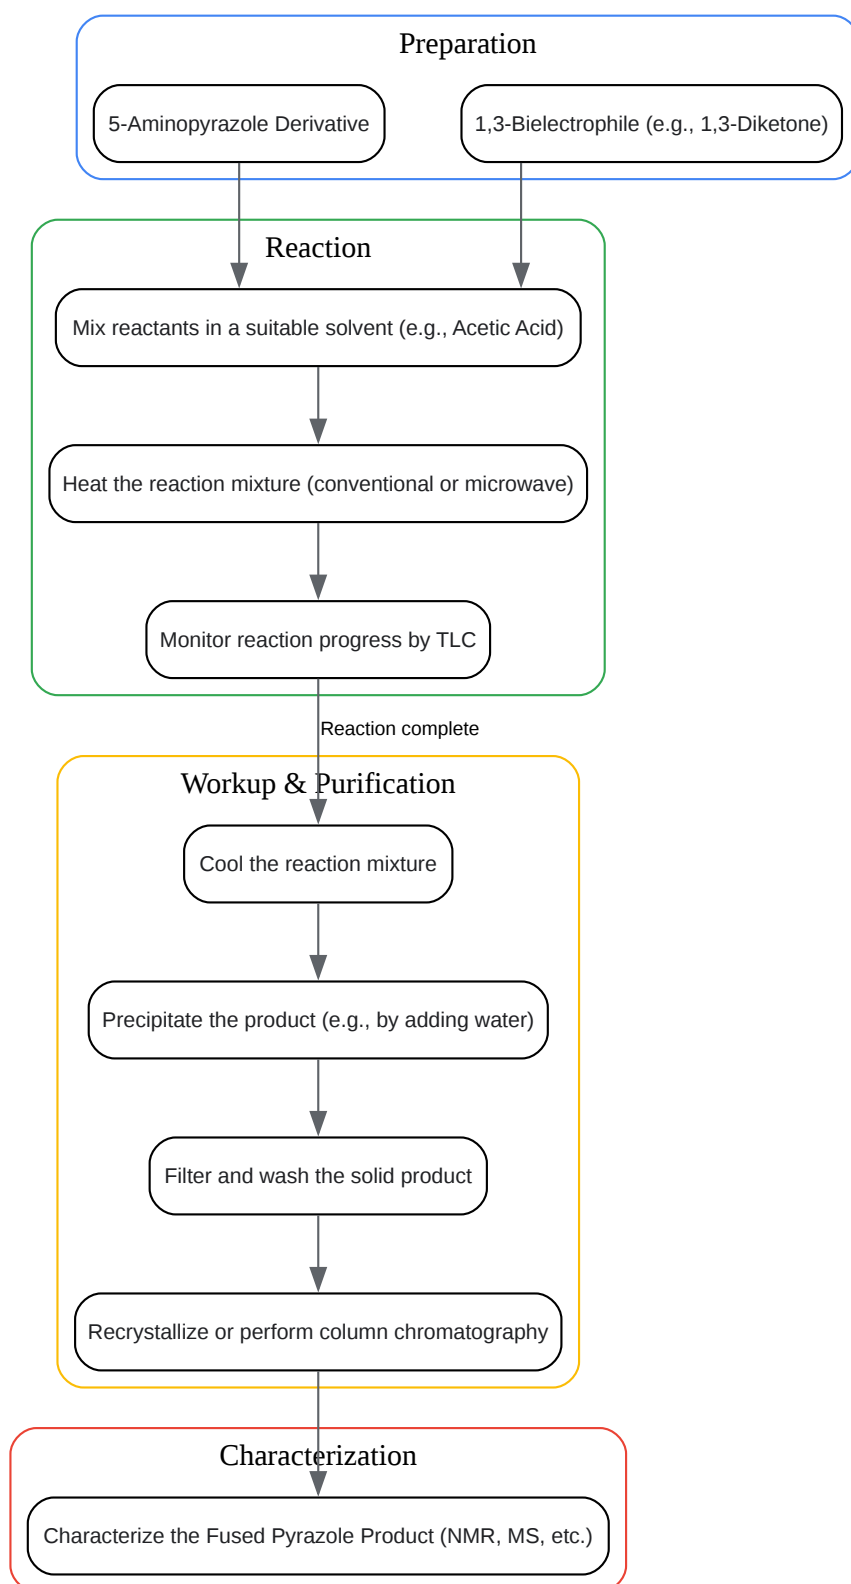 Preparation
5-Aminopyrazole Derivative
1,3-Bielectrophile (e.g., 1,3-Diketone)
Reaction
Mix reactants in a suitable solvent (e.g., Acetic Acid)
Heat the reaction mixture (conventional or microwave)
Monitor reaction progress by TLC
Reaction complete
Workup & Purification
Cool the reaction mixture
Precipitate the product (e.g., by adding water)
Filter and wash the solid product
Recrystallize or perform column chromatography
Characterization
Characterize the Fused Pyrazole Product (NMR, MS, etc.)